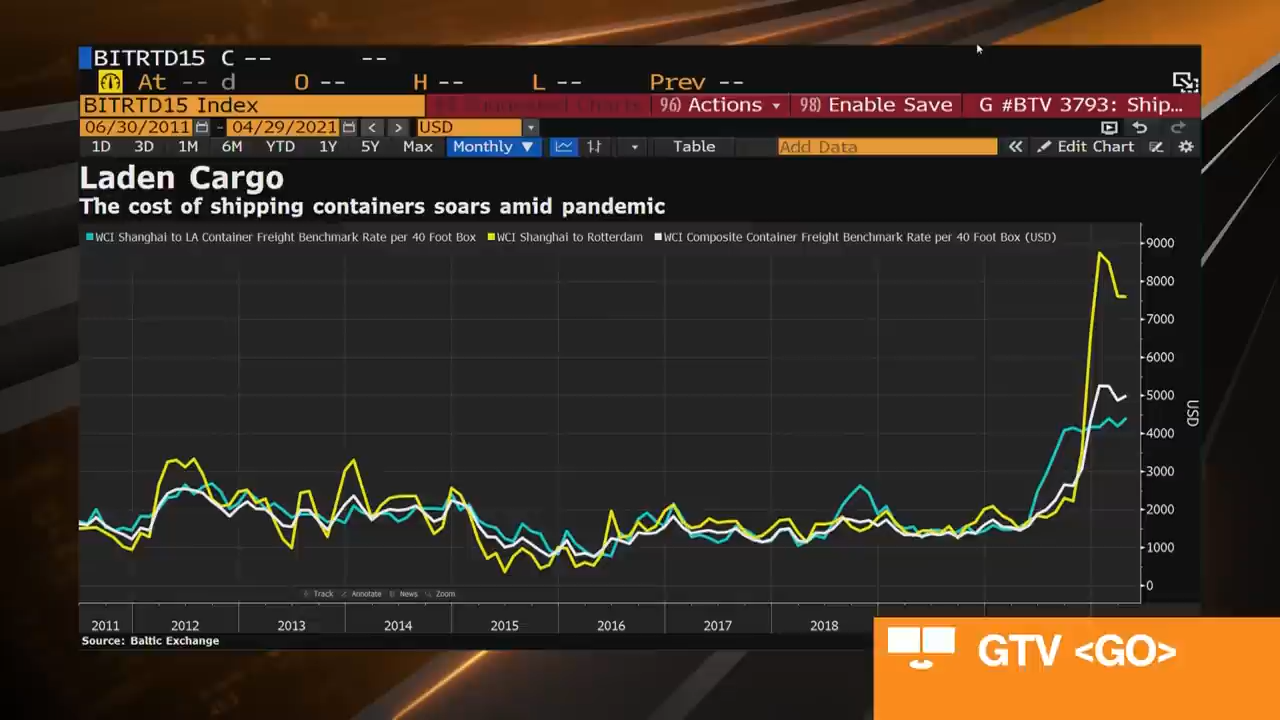 BITRTD15 C -- --
At -- d O -- H -- L -- Prev --
BITRTD15 Index 96) Actions 98) Enable Save G #BTV 3793: Ship...
06/30/2011 - 04/29/2021 < > USD
1D 3D 1M 6M YTD 1Y 5Y Max Monthly ▼ Table Add Data « Edit Chart
Laden Cargo
The cost of shipping containers soars amid pandemic
WCI Shanghai to LA Container Freight Benchmark Rate per 40 Foot Box WCI Shanghai to Rotterdam WCI Composite Container Freight Benchmark Rate per 40 Foot Box (USD)
9000
8000
7000
6000
5000
USD
4000
3000
2000
1000
0
Track Annotate News Zoom
2011 2012 2013 2014 2015 2016 2017 2018
Source: Baltic Exchange
GTV <GO>